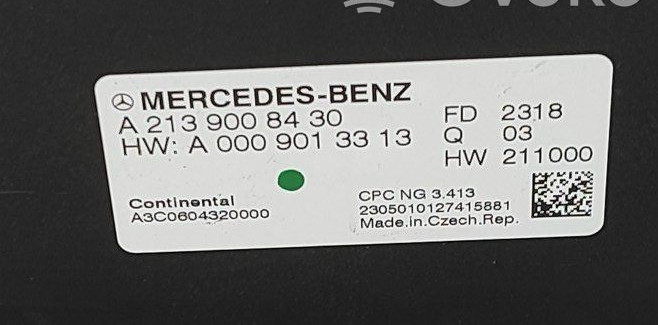 MERCEDES-BENZ
A 213 900 84 30
HW: A 000 901 33 13
FD 2318
Q 03
HW 211000
Continental
A3C0604320000
CPC NG 3.413
2305010127415881
Made.in.Czech.Rep.